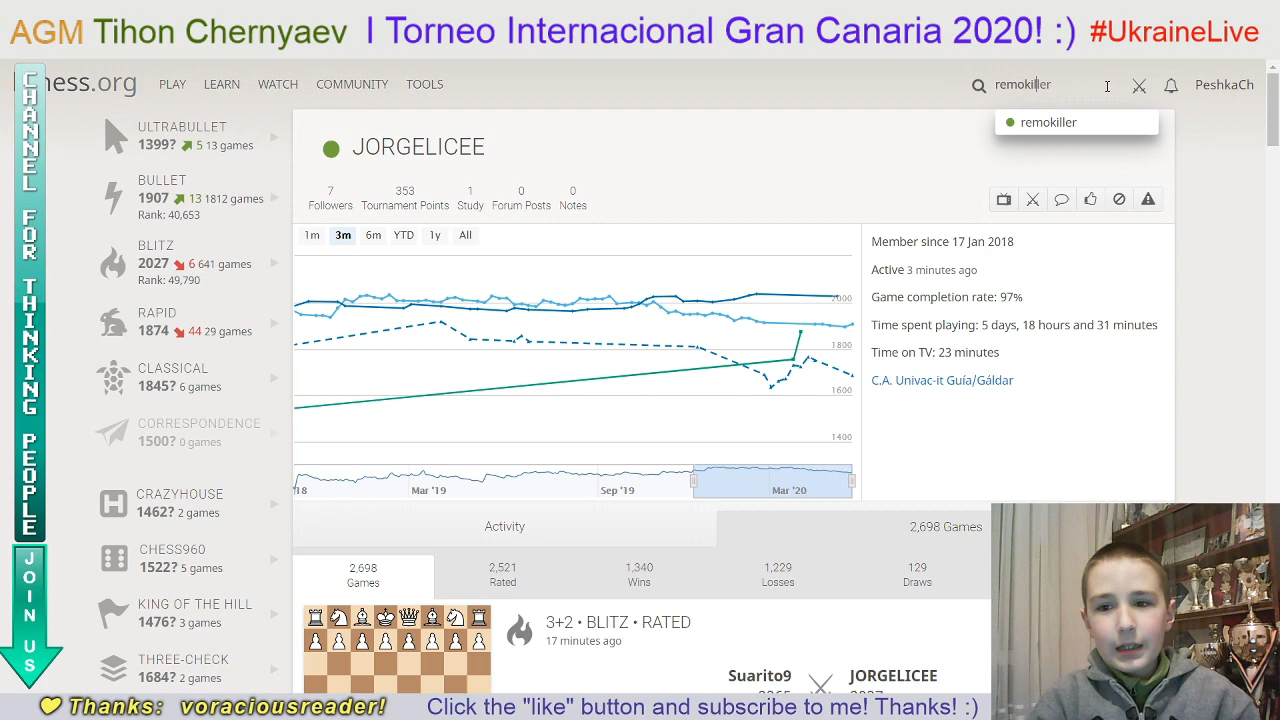 AGM Tihon Chernyaev I Torneo Internacional Gran Canaria 2020! :) #UkraineLive
CHANNEL FOR THINKING PEOPLE
JOIN US
hess.org PLAY LEARN WATCH COMMUNITY TOOLS remokiller PeshkaCh
remokiller
ULTRABULLET
1399? 5 13 games
BULLET
1907 13 1812 games
Rank: 40,653
BLITZ
2027 6 641 games
Rank: 49,790
RAPID
1874 44 29 games
CLASSICAL
1845? 6 games
CORRESPONDENCE
1500? 0 games
CRAZYHOUSE
1462? 2 games
CHESS960
1522? 5 games
KING OF THE HILL
1476? 3 games
THREE-CHECK
1684? 2 games
JORGELICEE
7 353 1 0 0
Followers Tournament Points Study Forum Posts Notes
1m 3m 6m YTD 1y All
2000
1800
1600
1400
'18 Mar '19 Sep '19 Mar '20
Member since 17 Jan 2018
Active 3 minutes ago
Game completion rate: 97%
Time spent playing: 5 days, 18 hours and 31 minutes
Time on TV: 23 minutes
C.A. Univac-it Guía/Gáldar
Activity 2,698 Games
2,698 2,521 1,340 1,229 129
Games Rated Wins Losses Draws
3+2 • BLITZ • RATED
17 minutes ago
Suarito9 JORGELICEE
Thanks: voraciousreader! Click the "like" button and subscribe to me! Thanks! :)